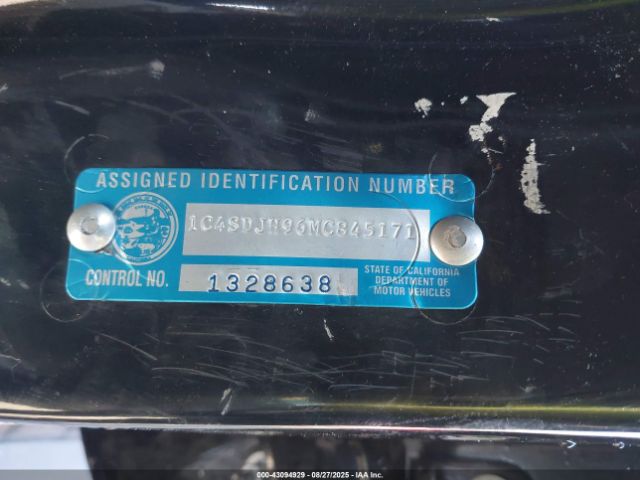 ASSIGNED IDENTIFICATION NUMBER
1C4SDJH96MC845171
CONTROL NO. 1328638
STATE OF CALIFORNIA
DEPARTMENT OF
MOTOR VEHICLES
000-43094929 - 08/27/2025 - COPYRIGHT IAA Inc.